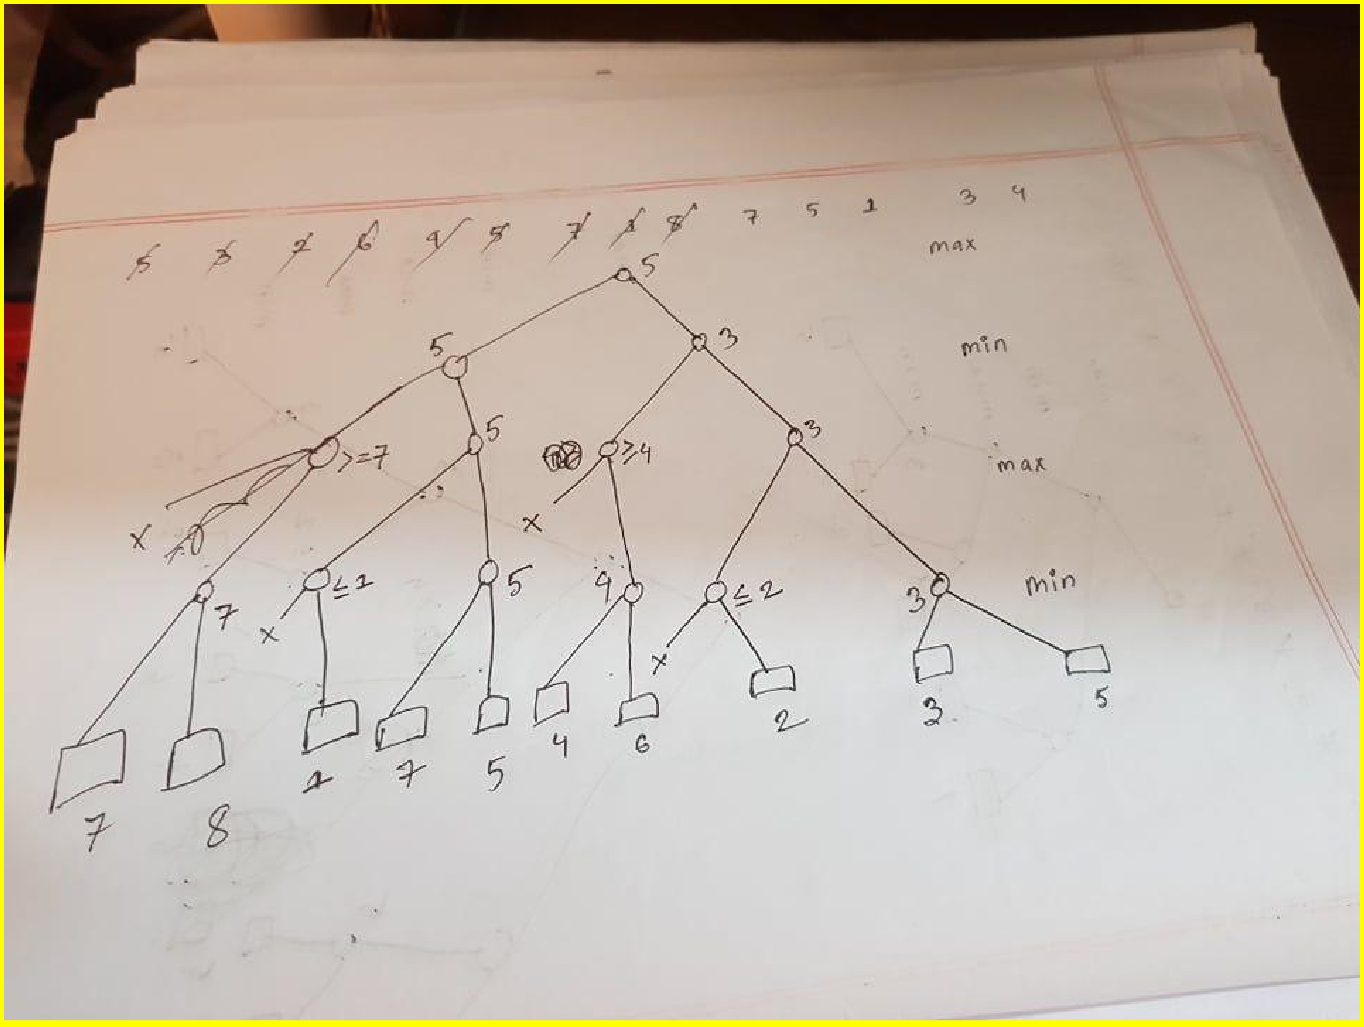 5 3 2 6 4 5 7 1 8 7 5 1 3 4
max
5
5 3 min
5 3
>=7 ≥4 max
7 ≤1 5 4 ≤2 3 min
x x x x
7 8 1 7 5 4 6 2 3 5